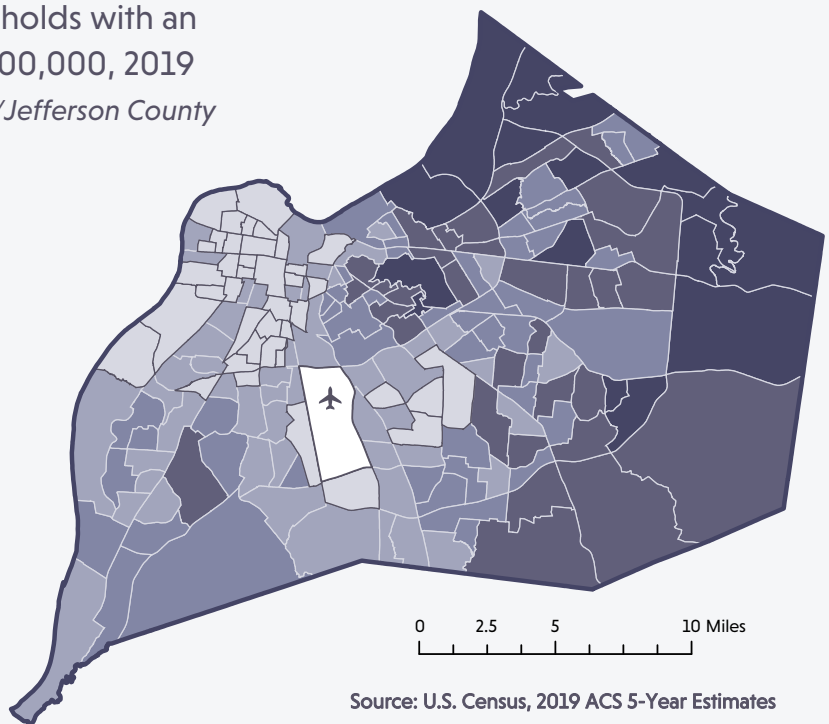 holds with an
00,000, 2019
/Jefferson County
0 2.5 5 10 Miles
Source: U.S. Census, 2019 ACS 5-Year Estimates